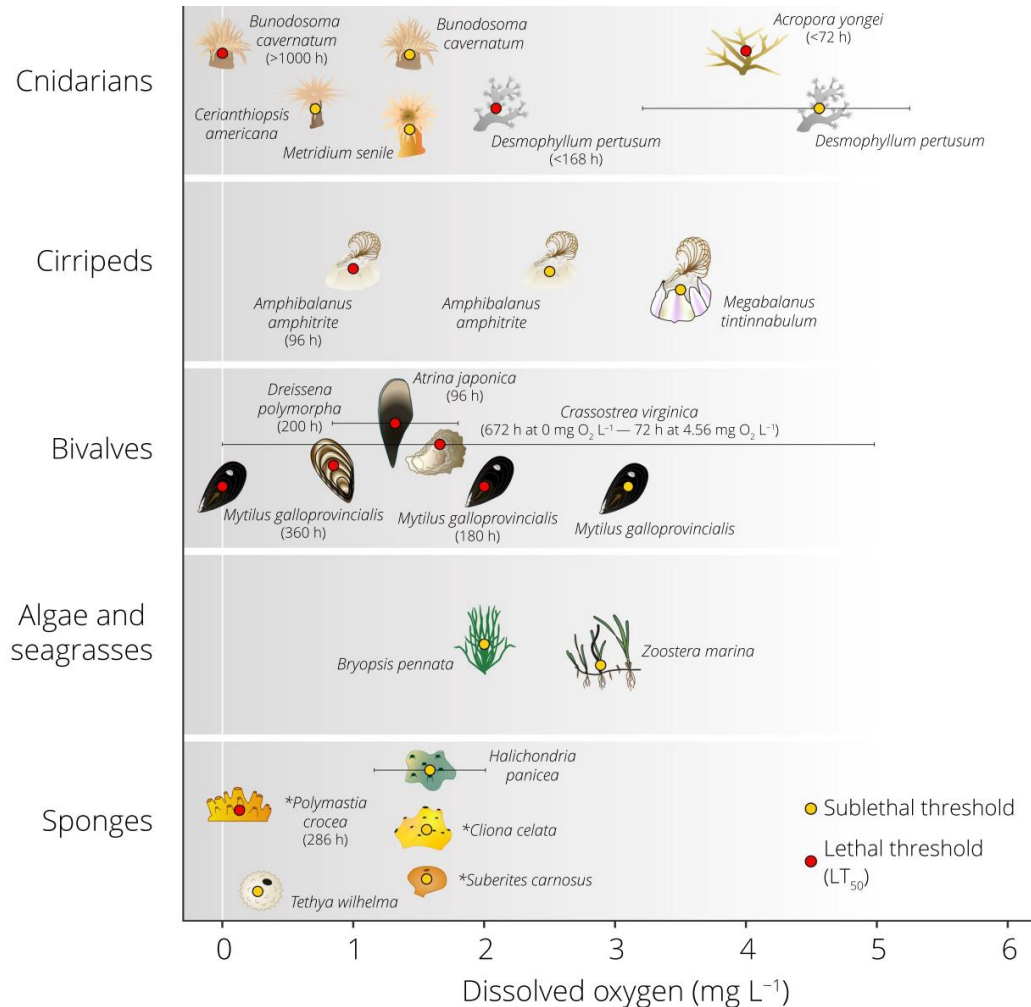 Cnidarians
Bunodosoma
cavernatum
(>1000 h)
Bunodosoma
cavernatum
Acropora yongei
(<72 h)
Cerianthiopsis
americana
Metridium senile
Desmophyllum pertusum
(<168 h)
Desmophyllum pertusum
Cirripeds
Amphibalanus
amphitrite
(96 h)
Amphibalanus
amphitrite
Megabalanus
tintinnabulum
Bivalves
Dreissena
polymorpha
(200 h)
Atrina japonica
(96 h)
Crassostrea virginica
(672 h at 0 mg O₂ L⁻¹ — 72 h at 4.56 mg O₂ L⁻¹)
Mytilus galloprovincialis
(360 h)
Mytilus galloprovincialis
(180 h)
Mytilus galloprovincialis
Algae and
seagrasses
Bryopsis pennata
Zoostera marina
Sponges
Halichondria
panicea
*Polymastia
crocea
(286 h)
*Cliona celata
*Suberites carnosus
Tethya wilhelma
Sublethal threshold
Lethal threshold
(LT₅₀)
0 1 2 3 4 5 6
Dissolved oxygen (mg L⁻¹)